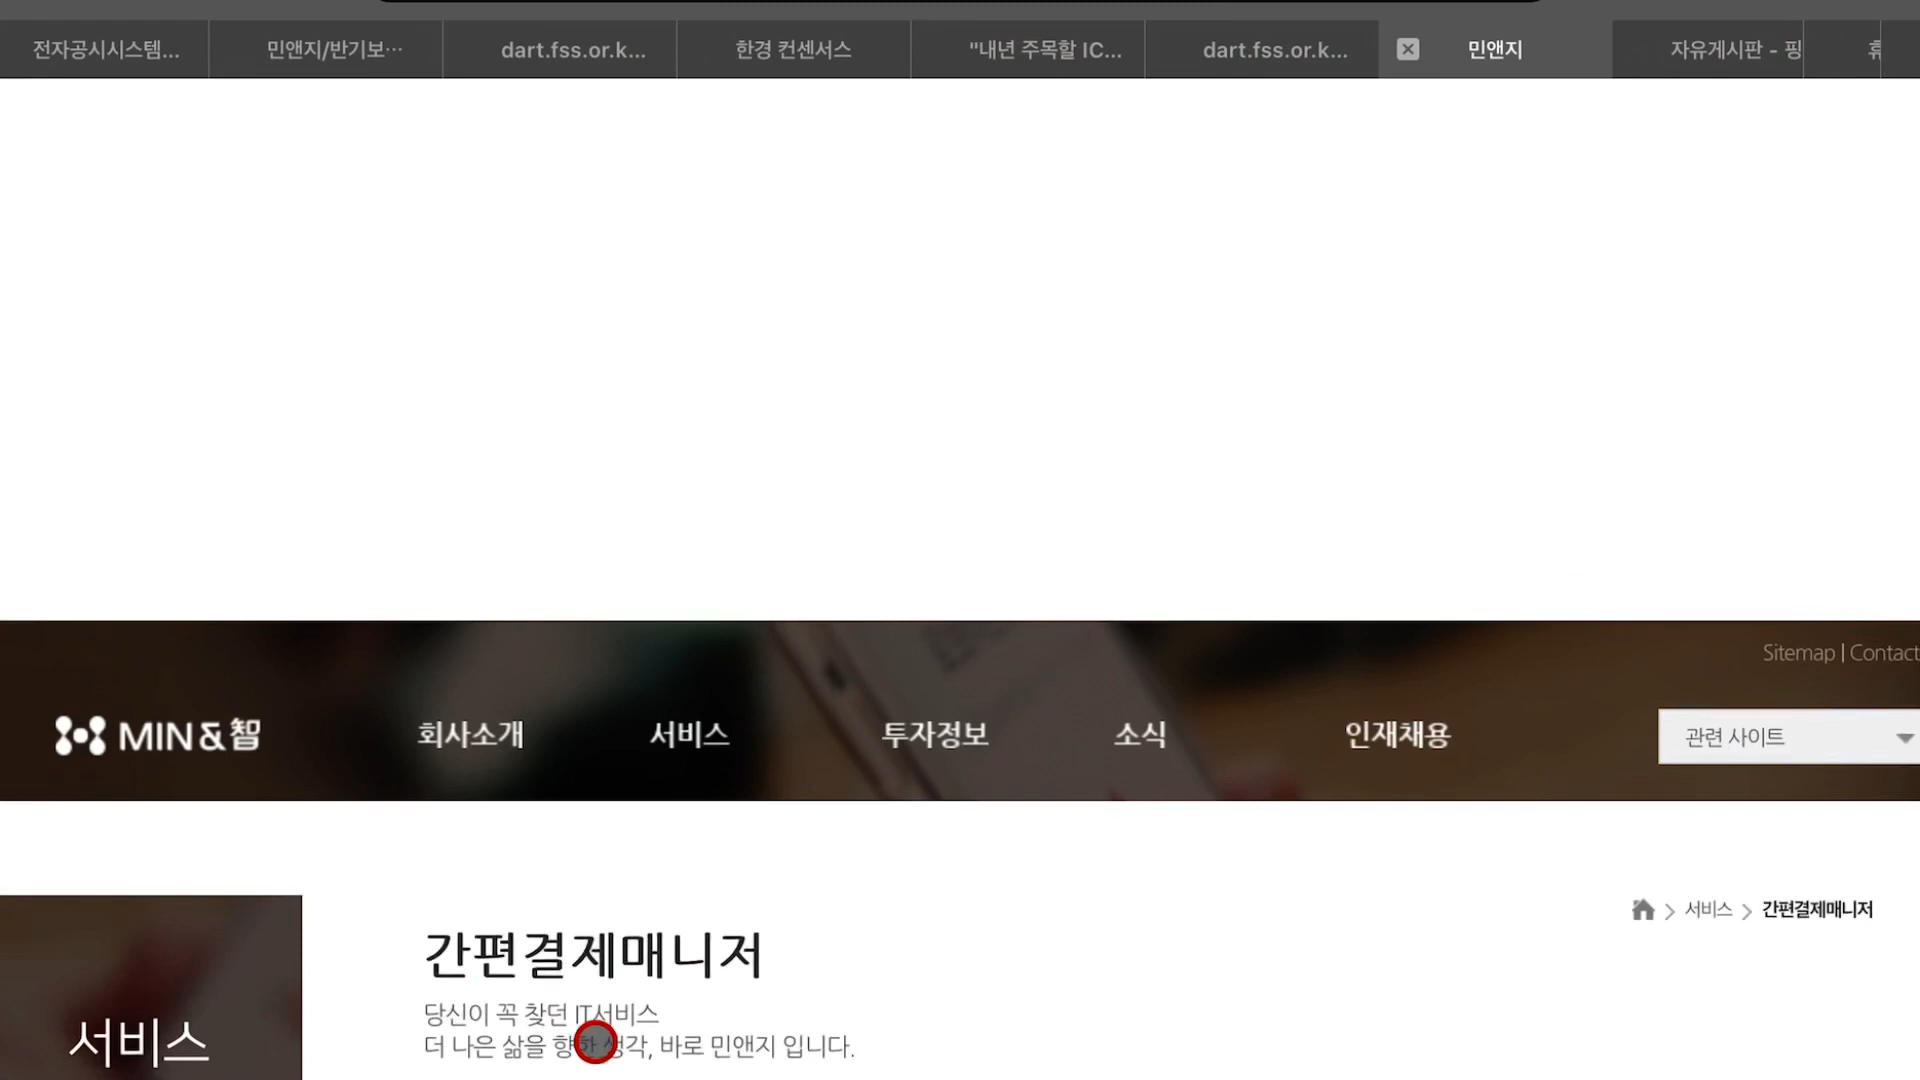 전자공시시스템...
민앤지/반기보...
dart.fss.or.k...
한경 컨센서스
"내년 주목할 IC...
dart.fss.or.k...
민앤지
자유게시판 - 핑
Sitemap | Contact
MIN&智
회사소개
서비스
투자정보
소식
인재채용
관련 사이트
서비스
간편결제매니저
간편결제매니저
당신이 꼭 찾던 IT서비스
더 나은 삶을 향한 생각, 바로 민앤지 입니다.
서비스